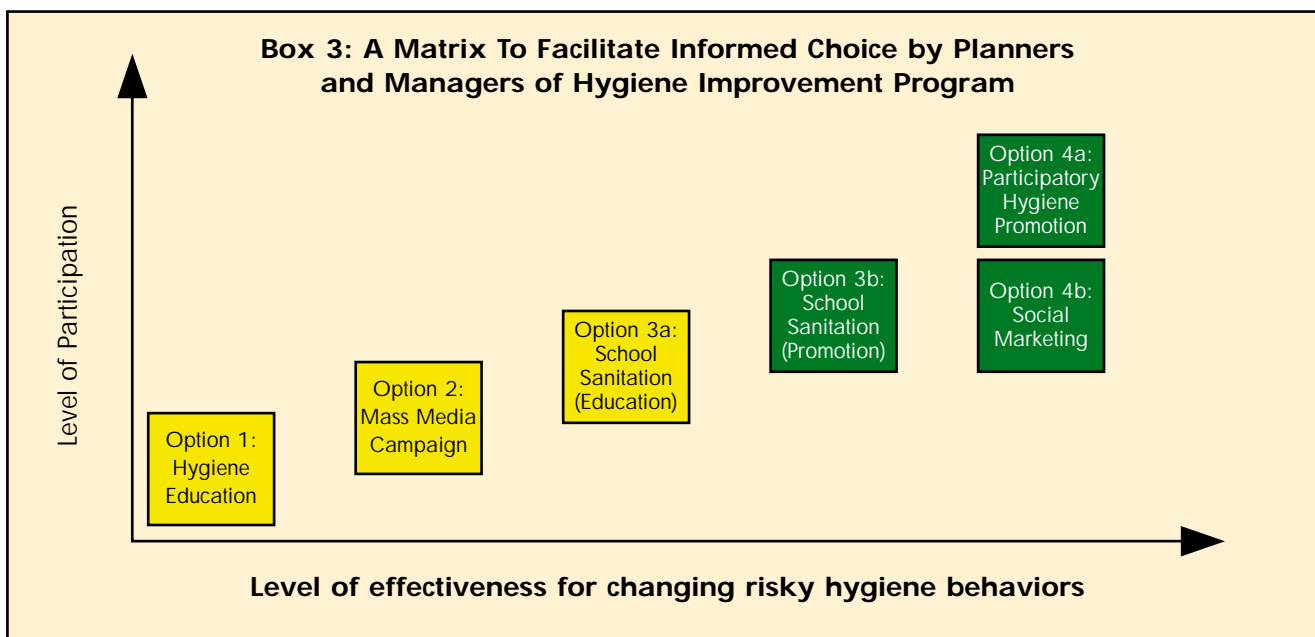 Box 3: A Matrix To Facilitate Informed Choice by Planners
and Managers of Hygiene Improvement Program
Level of Participation
Option 1:
Hygiene
Education
Option 2:
Mass Media
Campaign
Option 3a:
School
Sanitation
(Education)
Option 3b:
School
Sanitation
(Promotion)
Option 4a:
Participatory
Hygiene
Promotion
Option 4b:
Social
Marketing
Level of effectiveness for changing risky hygiene behaviors